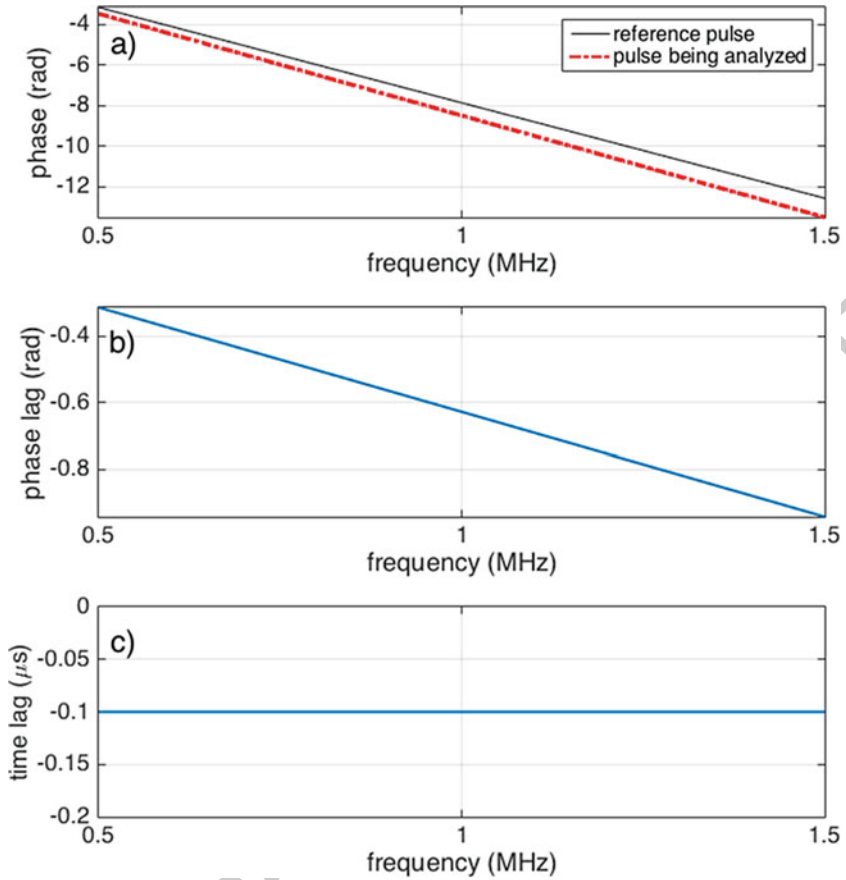 a)
reference pulse
pulse being analyzed
phase (rad)
-4
-6
-8
-10
-12
0.5 1 1.5
frequency (MHz)
b)
phase lag (rad)
-0.4
-0.6
-0.8
0.5 1 1.5
frequency (MHz)
c)
time lag (μs)
0
-0.05
-0.1
-0.15
-0.2
0.5 1 1.5
frequency (MHz)